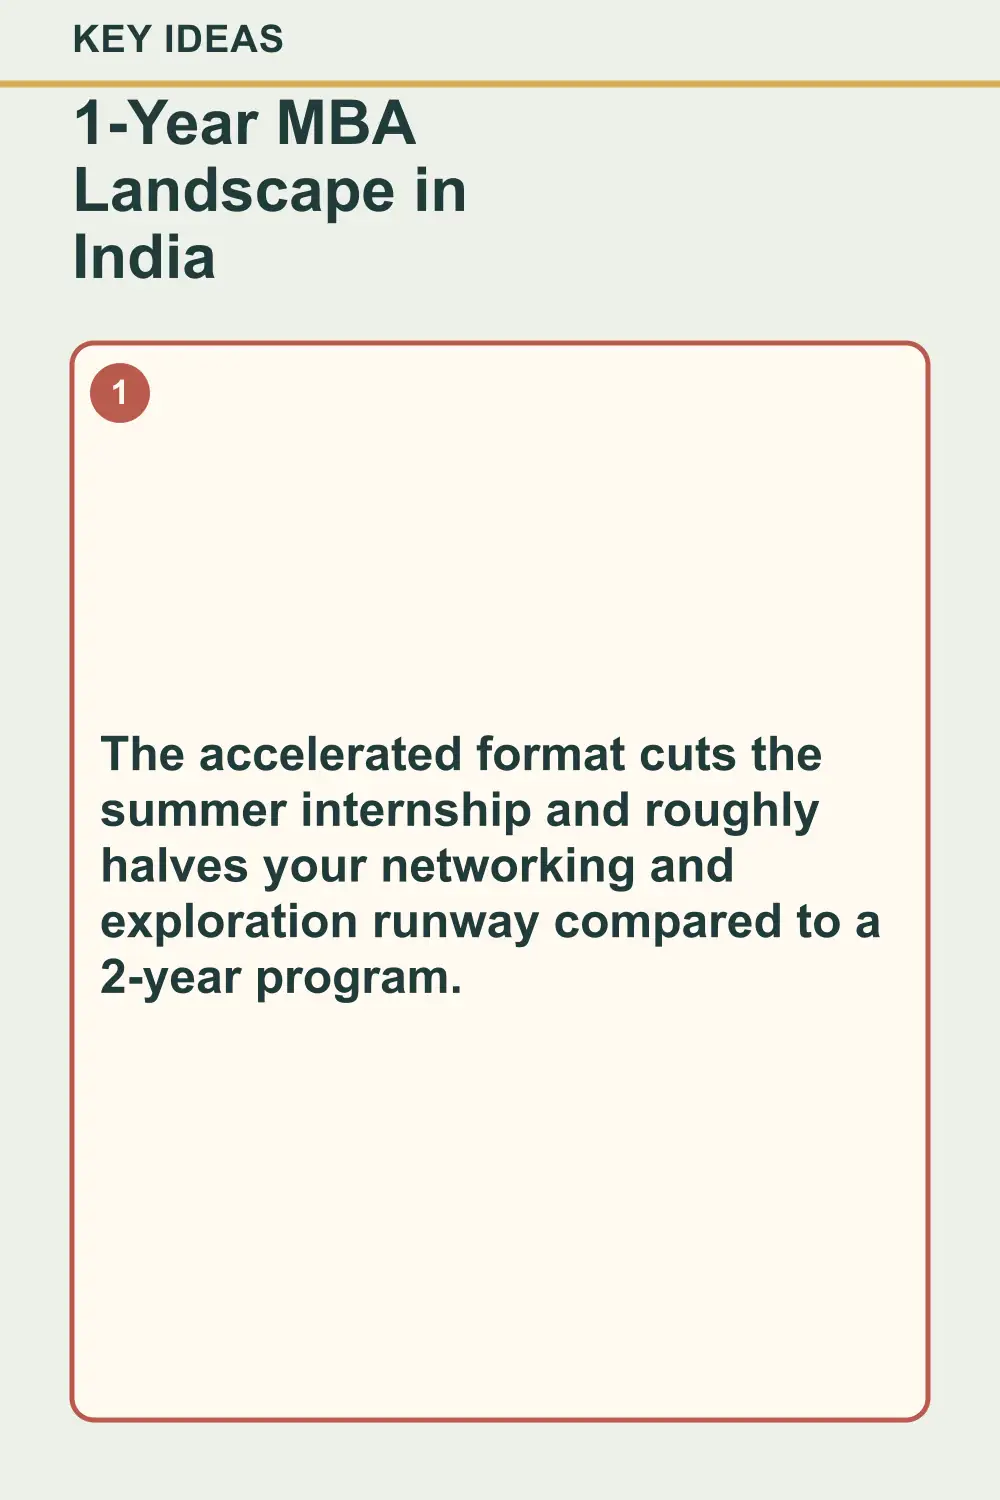 KEY IDEAS
1-Year MBA
Landscape in
India
1
The accelerated format cuts the
summer internship and roughly
halves your networking and
exploration runway compared to a
2-year program.